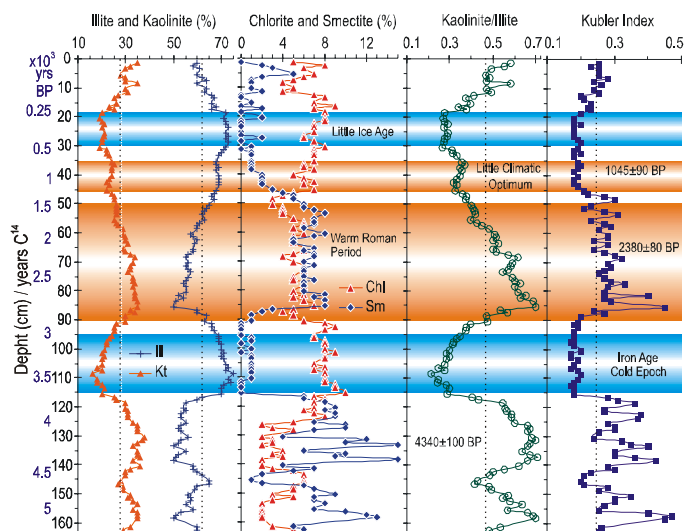 Illite and Kaolinite (%) Chlorite and Smectite (%) Kaolinite/Illite Kubler Index
10 30 50 70 0 5 10 15 0.1 0.3 0.5 0.7 0.1 0.3 0.5
x10³ 0
yrs
BP 10
0.25
20
Little Ice Age
30
0.5
Little Climatic
Optimum
1045±90 BP
1 40
1.5 50
60
2
Warm Roman
Period
2380±80 BP
70
2.5
Chl
Sm
80
90
3
100
Ill
Kt
Iron Age
Cold Epoch
3.5 110
120
4
130
4340±100 BP
140
4.5
150
5
160
Depht (cm) / years C¹⁴